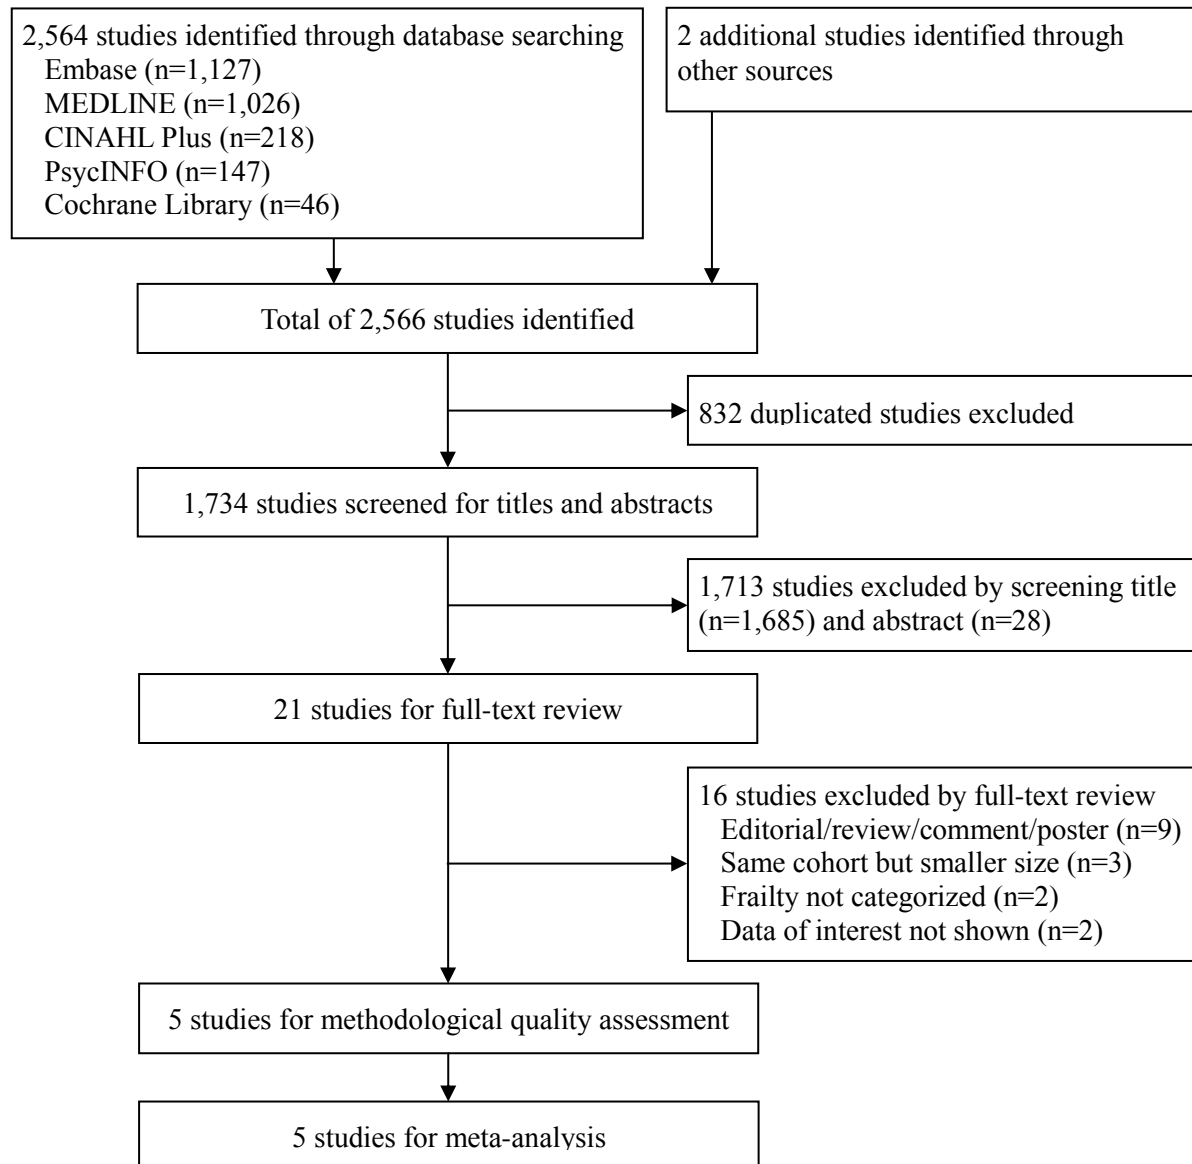 2,564 studies identified through database searching
Embase (n=1,127)
MEDLINE (n=1,026)
CINAHL Plus (n=218)
PsycINFO (n=147)
Cochrane Library (n=46)
2 additional studies identified through
other sources
Total of 2,566 studies identified
832 duplicated studies excluded
1,734 studies screened for titles and abstracts
1,713 studies excluded by screening title
(n=1,685) and abstract (n=28)
21 studies for full-text review
16 studies excluded by full-text review
Editorial/review/comment/poster (n=9)
Same cohort but smaller size (n=3)
Frailty not categorized (n=2)
Data of interest not shown (n=2)
5 studies for methodological quality assessment
5 studies for meta-analysis